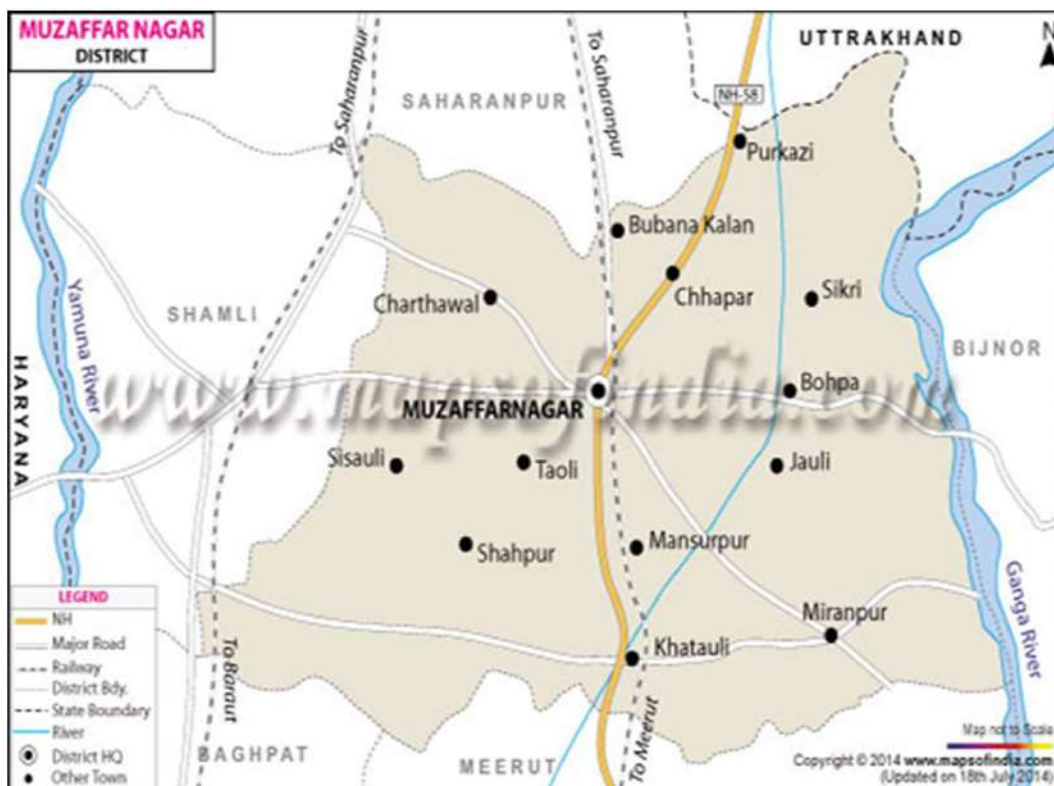 MUZAFFAR NAGAR
DISTRICT
N
UTTRAKHAND
To Saharanpur
To Saharanpur
SAHARANPUR
NH-58
Purkazi
Bubana Kalan
Chhapar
Sikri
Charthawal
SHAMLI
Yamuna River
HARYANA
BIJNOR
www.mapsofindia.com
Bohpa
MUZAFFARNAGAR
Sisauli
Taoli
Jauli
Shahpur
Mansurpur
Miranpur
Khatauli
Ganga River
To Baraut
To Meerut
BAGHPAT
MEERUT
LEGEND
NH
Major Road
Railway
District Bdy.
State Boundary
River
District HQ
Other Town
Map not to Scale
Copyright © 2014 www.mapsofindia.com
(Updated on 18th July 2014)